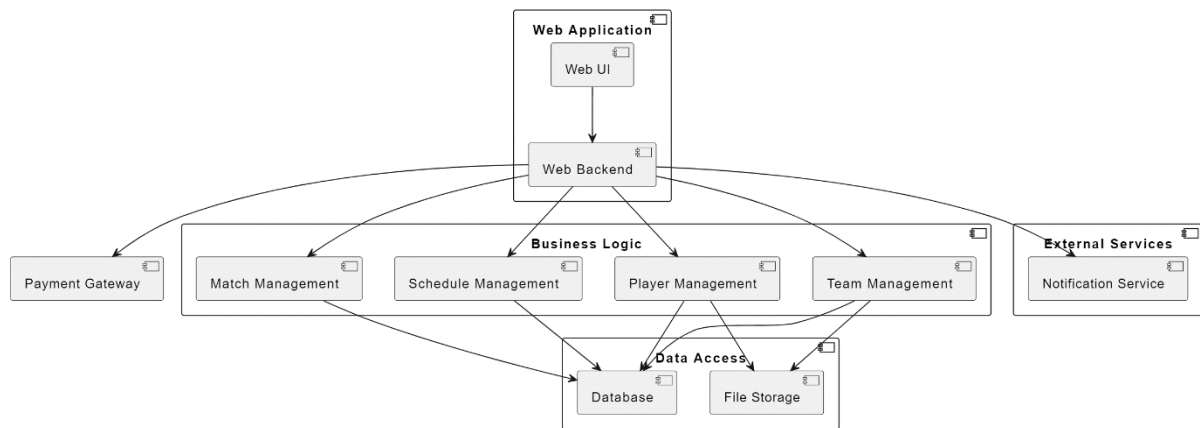 Web Application
Web UI
Web Backend
Business Logic
External Services
Payment Gateway
Match Management
Schedule Management
Player Management
Team Management
Notification Service
Data Access
Database
File Storage